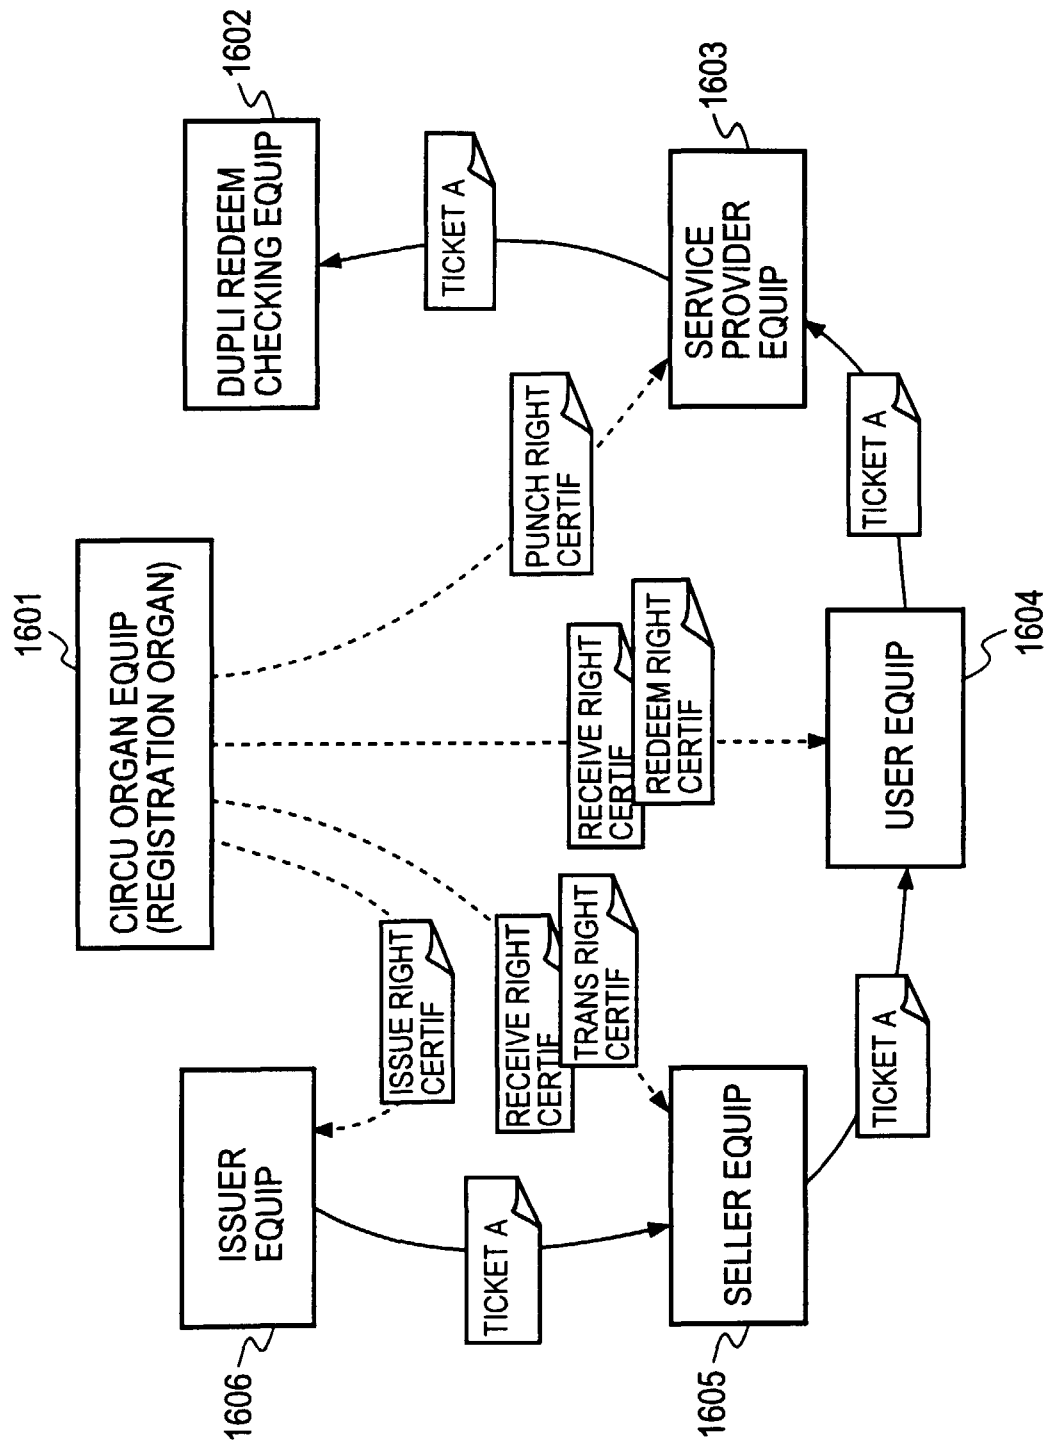 1601
CIRCU ORGAN EQUIP
(REGISTRATION ORGAN)
1606
ISSUER
EQUIP
1602
DUPLI REDEEM
CHECKING EQUIP
ISSUE RIGHT
CERTIF
TICKET A
RECEIVE RIGHT
CERTIF
TRANS RIGHT
CERTIF
RECEIVE RIGHT
CERTIF
REDEEM RIGHT
CERTIF
PUNCH RIGHT
CERTIF
TICKET A
1605
SELLER EQUIP
1603
SERVICE
PROVIDER
EQUIP
TICKET A
USER EQUIP
1604
TICKET A